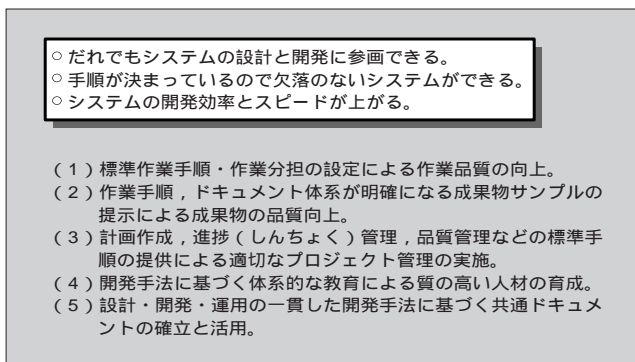 ○ だれでもシステムの設計と開発に参画できる。
○ 手順が決まっているので欠落のないシステムができる。
○ システムの開発効率とスピードが上がる。
(1)標準作業手順・作業分担の設定による作業品質の向上。
(2)作業手順,ドキュメント体系が明確になる成果物サンプルの
提示による成果物の品質向上。
(3)計画作成,進捗(しんちょく)管理,品質管理などの標準手
順の提供による適切なプロジェクト管理の実施。
(4)開発手法に基づく体系的な教育による質の高い人材の育成。
(5)設計・開発・運用の一貫した開発手法に基づく共通ドキュメ
ントの確立と活用。